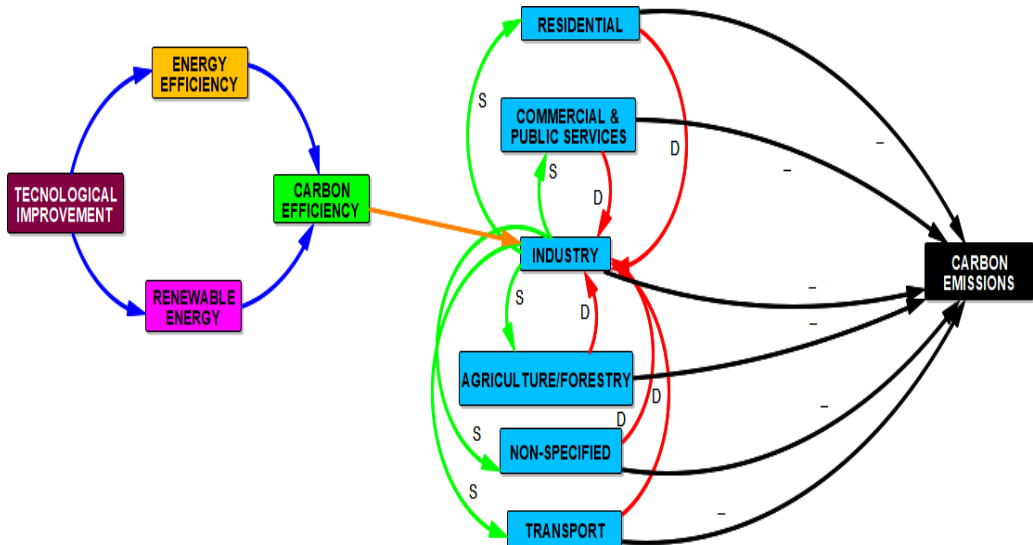 RESIDENTIAL
ENERGY
EFFICIENCY
S
COMMERCIAL &
PUBLIC SERVICES
D
–
–
S
D
TECNOLOGICAL
IMPROVEMENT
CARBON
EFFICIENCY
INDUSTRY
CARBON
EMISSIONS
S
–
RENEWABLE
ENERGY
D
–
AGRICULTURE/FORESTRY
D
D
–
S
NON-SPECIFIED
S
–
TRANSPORT